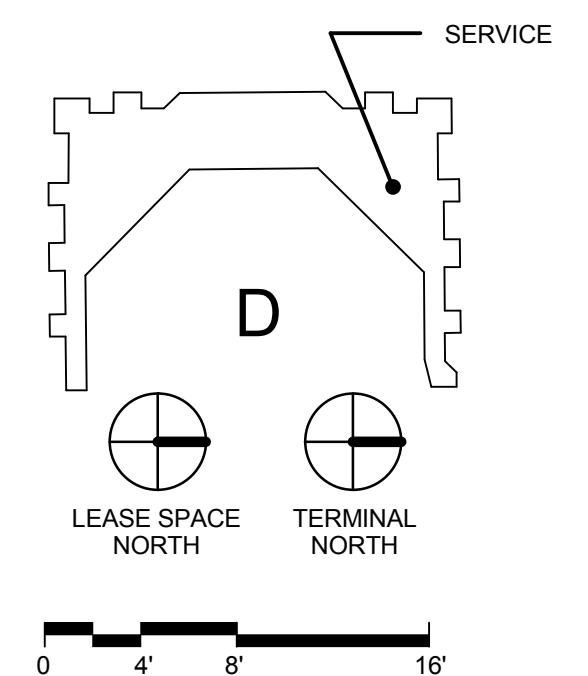 SERVICE
D
LEASE SPACE
NORTH
TERMINAL
NORTH
0 4' 8' 16'